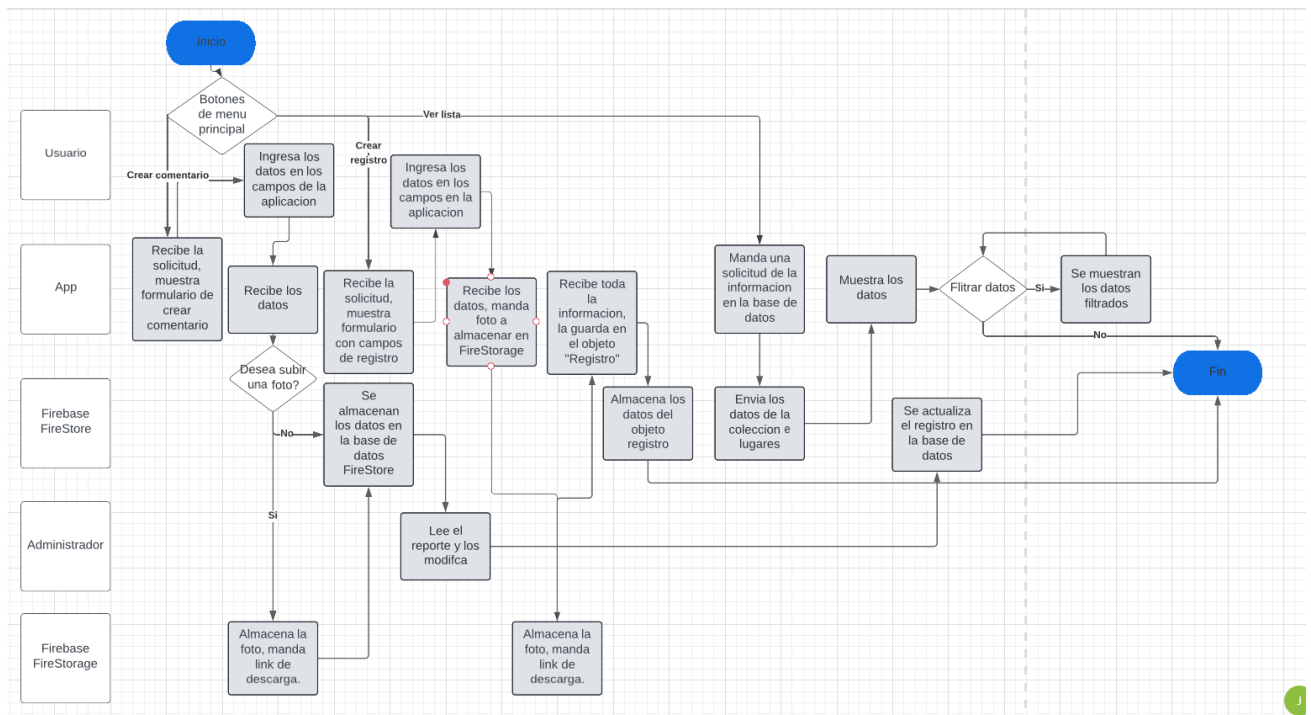 Inicio
Botones
de menu
principal
Ver lista
Usuario
Crear
registro
Crear comentario
Ingresa los
datos en los
campos de la
aplicacion
Ingresa los
datos en los
campos en la
aplicacion
App
Recibe la
solicitud,
muestra
formulario de
crear
comentario
Recibe los
datos
Recibe la
solicitud,
muestra
formulario
con campos
de registro
Recibe los
datos, manda
foto a
almacenar en
FireStorage
Recibe toda
la
informacion,
la guarda en
el objeto
"Registro"
Manda una
solicitud de la
informacion
en la base de
datos
Muestra los
datos
Flitrar datos
Si
Se muestran
los datos
filtrados
No
Fin
Desea subir
una foto?
Firebase
FireStore
No
Se
almacenan
los datos en
la base de
datos
FireStore
Almacena los
datos del
objeto
registro
Envia los
datos de la
coleccion e
lugares
Se actualiza
el registro en
la base de
datos
Si
Administrador
Lee el
reporte y los
modifca
Firebase
FireStorage
Almacena la
foto, manda
link de
descarga.
Almacena la
foto, manda
link de
descarga.
J